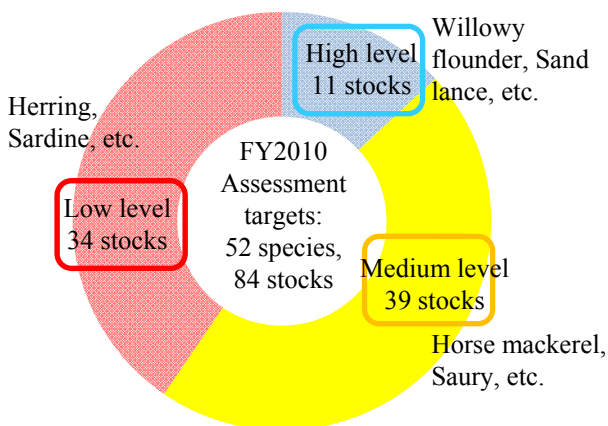 High level
11 stocks
Willowy
flounder, Sand
lance, etc.
Herring,
Sardine, etc.
Low level
34 stocks
FY2010
Assessment
targets:
52 species,
84 stocks
Medium level
39 stocks
Horse mackerel,
Saury, etc.